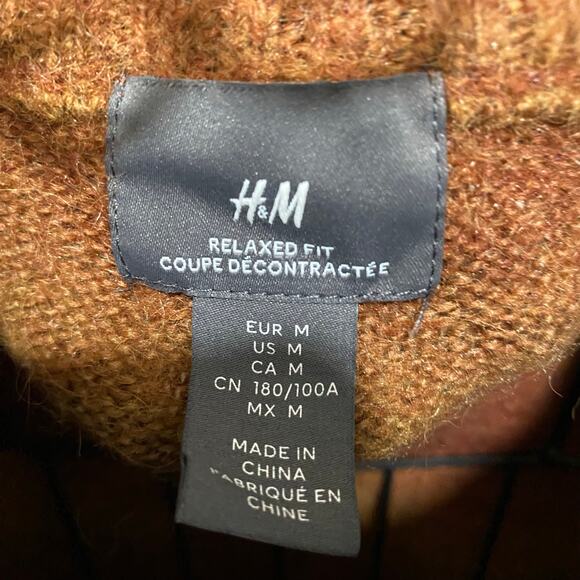 H&M
RELAXED FIT
COUPE DÉCONTRACTÉE
EUR M
US M
CA M
CN 180/100A
MX M
MADE IN
CHINA
FABRIQUÉ EN
CHINE